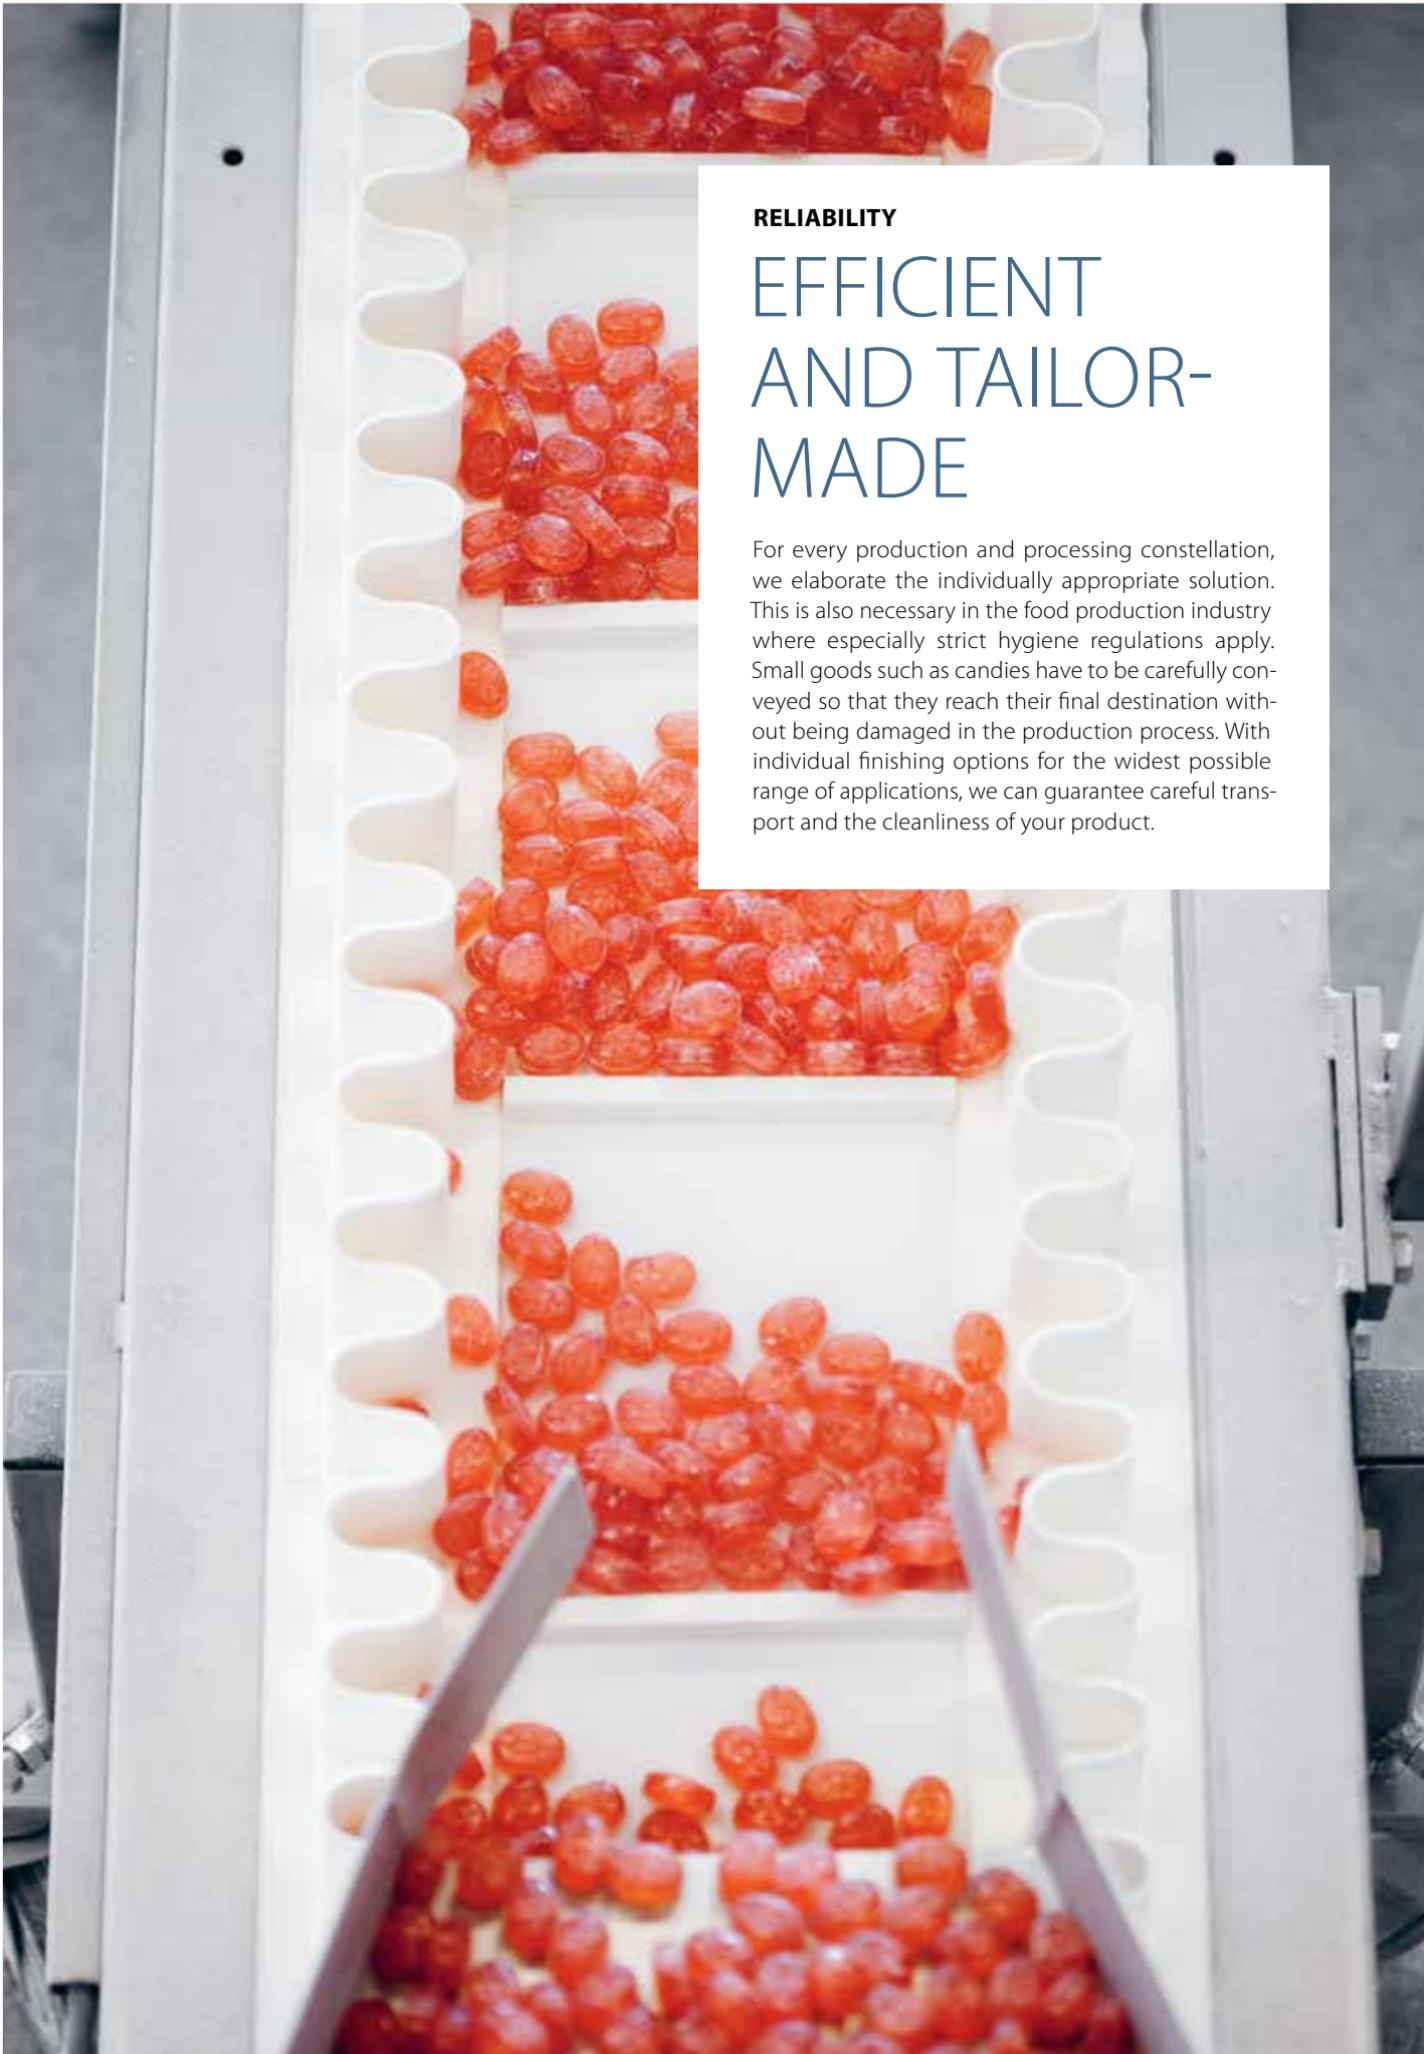 RELIABILITY
EFFICIENT
AND TAILOR-
MADE
For every production and processing constellation,
we elaborate the individually appropriate solution.
This is also necessary in the food production industry
where especially strict hygiene regulations apply.
Small goods such as candies have to be carefully con-
veyed so that they reach their final destination with-
out being damaged in the production process. With
individual finishing options for the widest possible
range of applications, we can guarantee careful trans-
port and the cleanliness of your product.